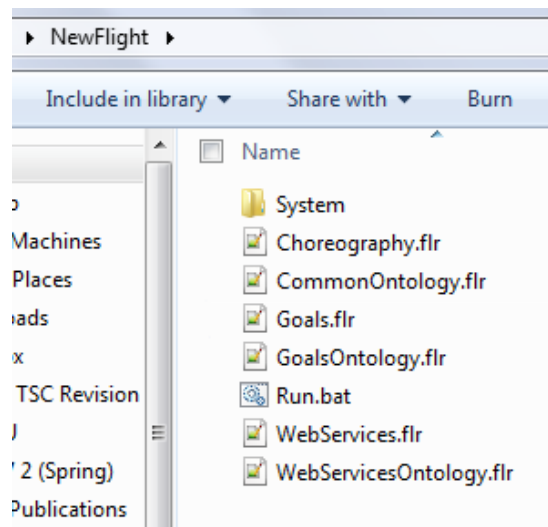 NewFlight
Include in library Share with Burn
Name
System
Choreography.flr
CommonOntology.flr
Goals.flr
GoalsOntology.flr
Run.bat
WebServices.flr
WebServicesOntology.flr
Machines
Places
TSC Revision
2 (Spring)
Publications